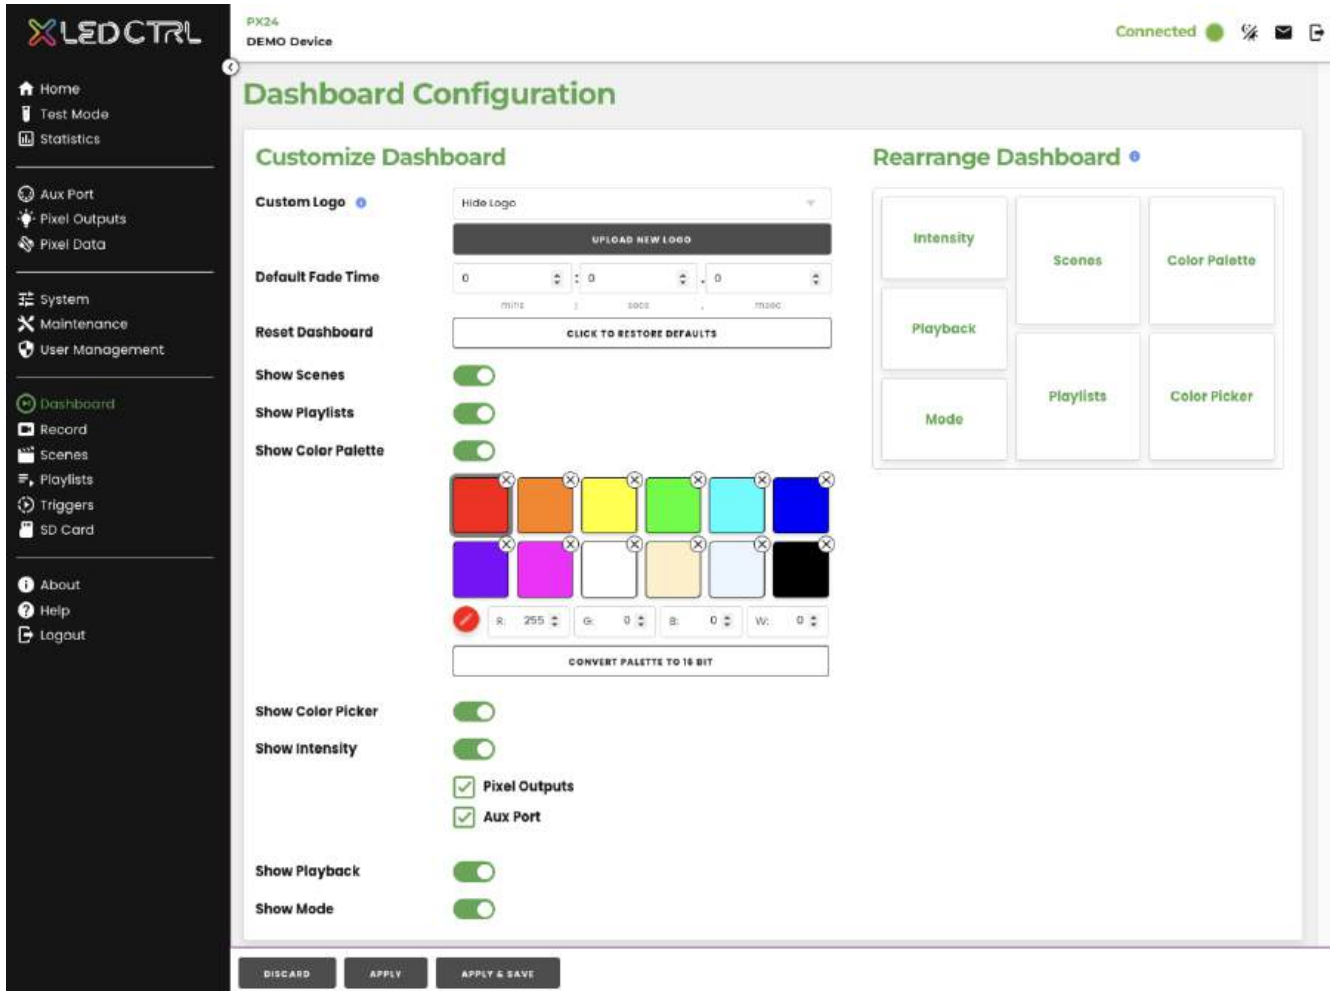 LEDCTRL
PX24
DEMO Device
Connected
Home
Test Mode
Statistics
Aux Port
Pixel Outputs
Pixel Data
System
Maintenance
User Management
Dashboard
Record
Scenes
Playlists
Triggers
SD Card
About
Help
Logout
Dashboard Configuration
Customize Dashboard
Custom Logo
Hide Logo
UPLOAD NEW LOGO
Default Fade Time
0 : 0 . 0
mins : secs . msec
Reset Dashboard
CLICK TO RESTORE DEFAULTS
Show Scenes
Show Playlists
Show Color Palette
R: 255 G: 0 B: 0 W: 0
CONVERT PALETTE TO 16 BIT
Show Color Picker
Show Intensity
Pixel Outputs
Aux Port
Show Playback
Show Mode
Rearrange Dashboard
Intensity
Playback
Mode
Scenes
Playlists
Color Palette
Color Picker
DISCARD
APPLY
APPLY & SAVE